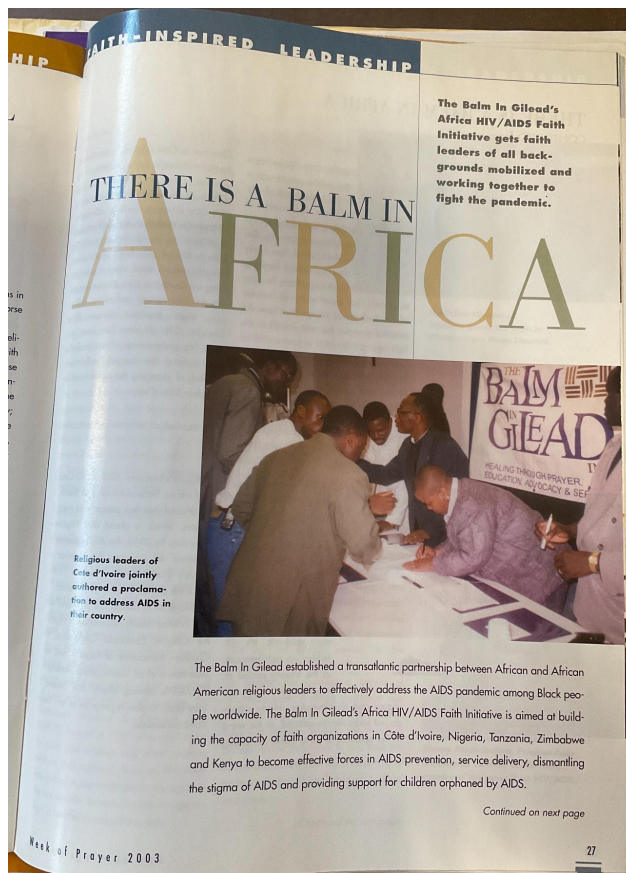 HIP
FAITH-INSPIRED LEADERSHIP
The Balm In Gilead's
Africa HIV/AIDS Faith
Initiative gets faith
leaders of all back-
grounds mobilized and
working together to
fight the pandemic.
THERE IS A BALM IN
AFRICA
s in
orse
eli-
ith
se
n-
e
THE
BALM
IN
GILEAD
HEALING THROUGH PRAYER,
EDUCATION, ADVOCACY & SE
Religious leaders of
Cote d'Ivoire jointly
authored a proclama-
tion to address AIDS in
their country.
The Balm In Gilead established a transatlantic partnership between African and African
American religious leaders to effectively address the AIDS pandemic among Black peo-
ple worldwide. The Balm In Gilead's Africa HIV/AIDS Faith Initiative is aimed at build-
ing the capacity of faith organizations in Côte d'Ivoire, Nigeria, Tanzania, Zimbabwe
and Kenya to become effective forces in AIDS prevention, service delivery, dismantling
the stigma of AIDS and providing support for children orphaned by AIDS.
Continued on next page
Week of Prayer 2003
27